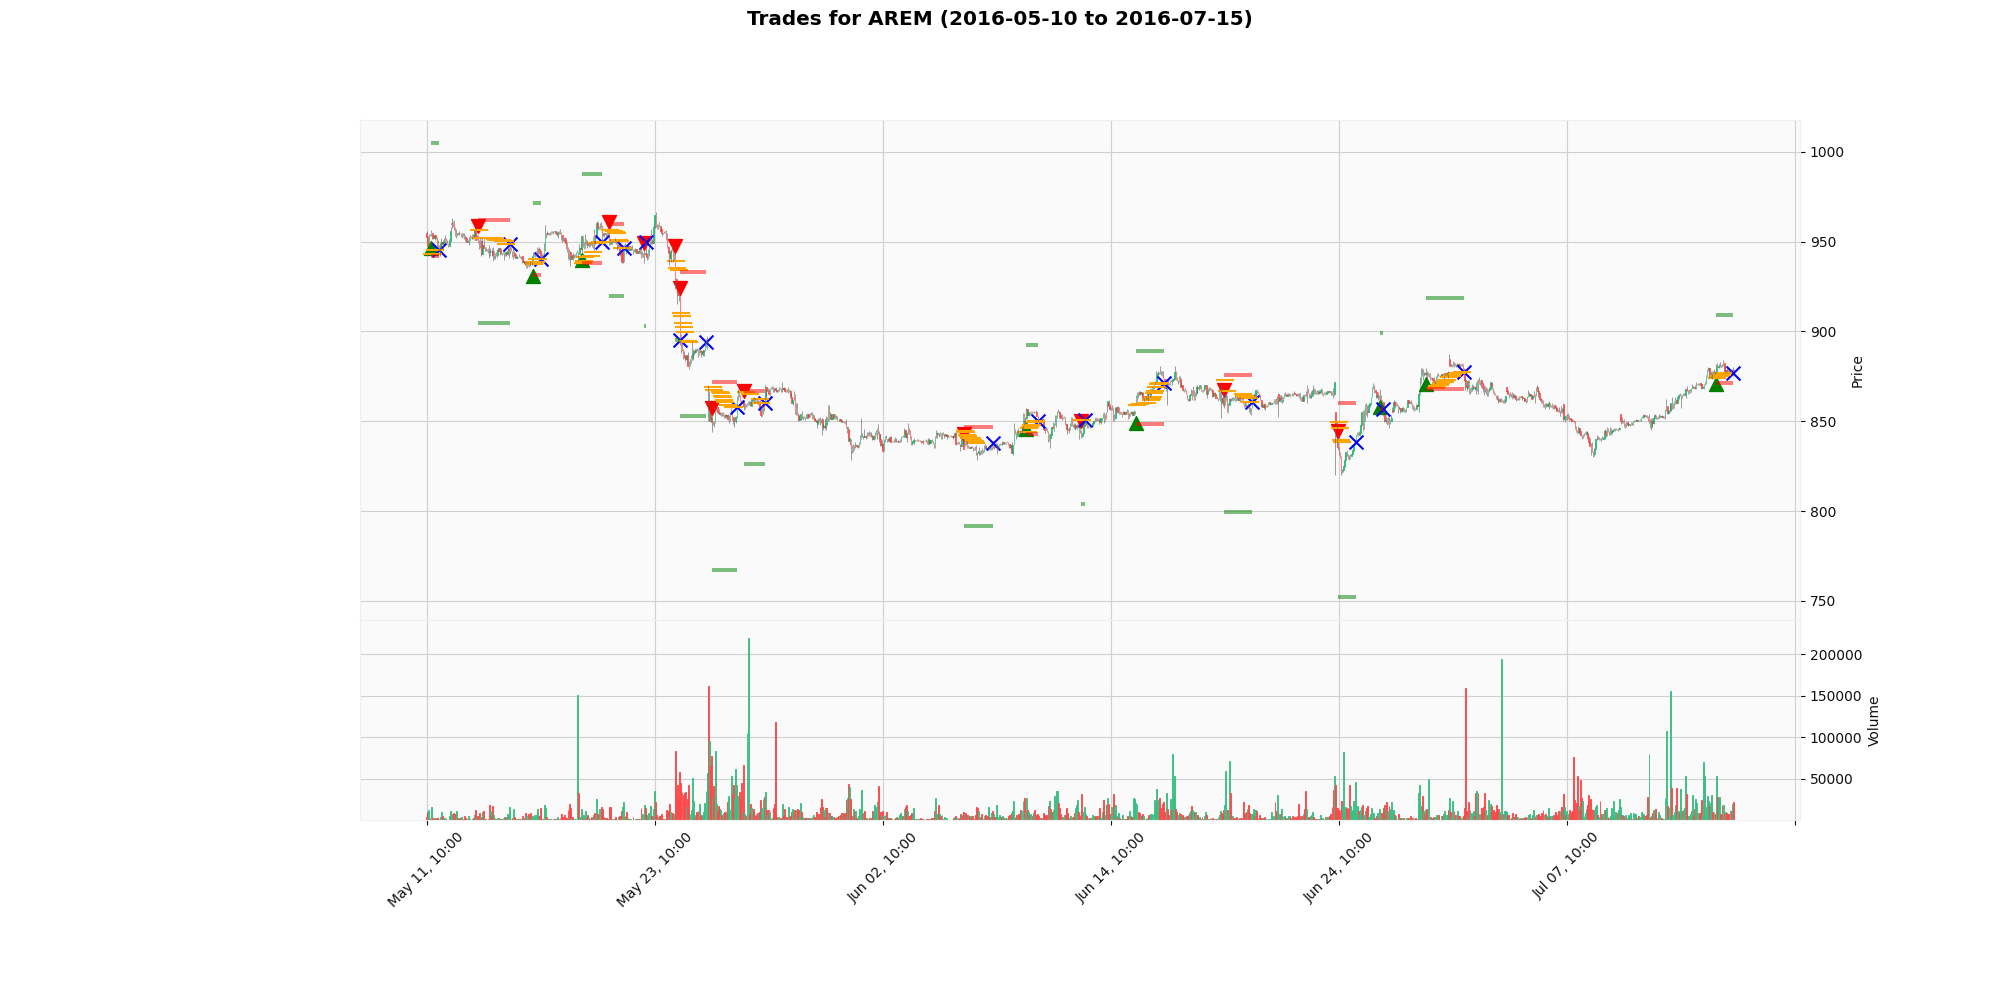 Trades for AREM (2016-05-10 to 2016-07-15)
1000
950
900
850
800
750
Price
200000
150000
100000
50000
Volume
May 11, 10:00
May 23, 10:00
Jun 02, 10:00
Jun 14, 10:00
Jun 24, 10:00
Jul 07, 10:00